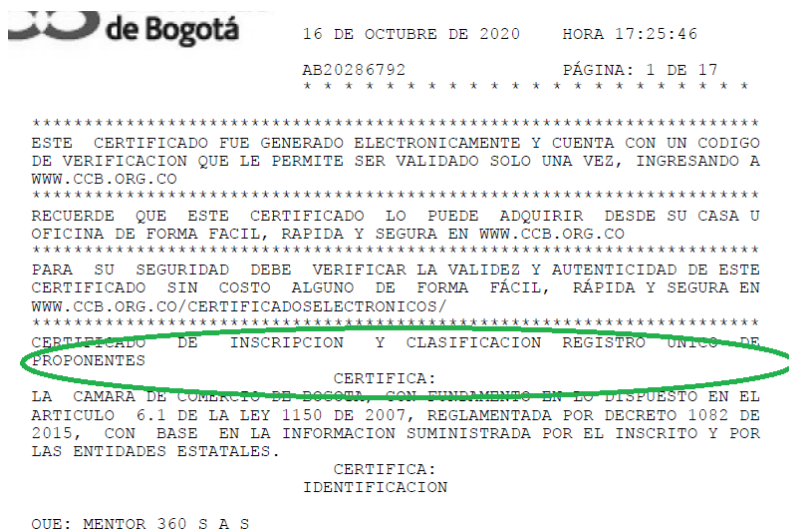 de Bogotá
16 DE OCTUBRE DE 2020 HORA 17:25:46
AB20286792 PÁGINA: 1 DE 17
* * * * * * * * * * * * * * * * * * * * * *
**********************************************************************
ESTE CERTIFICADO FUE GENERADO ELECTRONICAMENTE Y CUENTA CON UN CODIGO
DE VERIFICACION QUE LE PERMITE SER VALIDADO SOLO UNA VEZ, INGRESANDO A
WWW.CCB.ORG.CO
**********************************************************************
RECUERDE QUE ESTE CERTIFICADO LO PUEDE ADQUIRIR DESDE SU CASA U
OFICINA DE FORMA FACIL, RAPIDA Y SEGURA EN WWW.CCB.ORG.CO
**********************************************************************
PARA SU SEGURIDAD DEBE VERIFICAR LA VALIDEZ Y AUTENTICIDAD DE ESTE
CERTIFICADO SIN COSTO ALGUNO DE FORMA FÁCIL, RÁPIDA Y SEGURA EN
WWW.CCB.ORG.CO/CERTIFICADOSELECTRONICOS/
**********************************************************************
CERTIFICADO DE INSCRIPCION Y CLASIFICACION REGISTRO UNICO DE
PROPONENTES
CERTIFICA:
LA CAMARA DE COMERCIO DE BOGOTA, CON FUNDAMENTO EN LO DISPUESTO EN EL
ARTICULO 6.1 DE LA LEY 1150 DE 2007, REGLAMENTADA POR DECRETO 1082 DE
2015, CON BASE EN LA INFORMACION SUMINISTRADA POR EL INSCRITO Y POR
LAS ENTIDADES ESTATALES.
CERTIFICA:
IDENTIFICACION
QUE: MENTOR 360 S A S